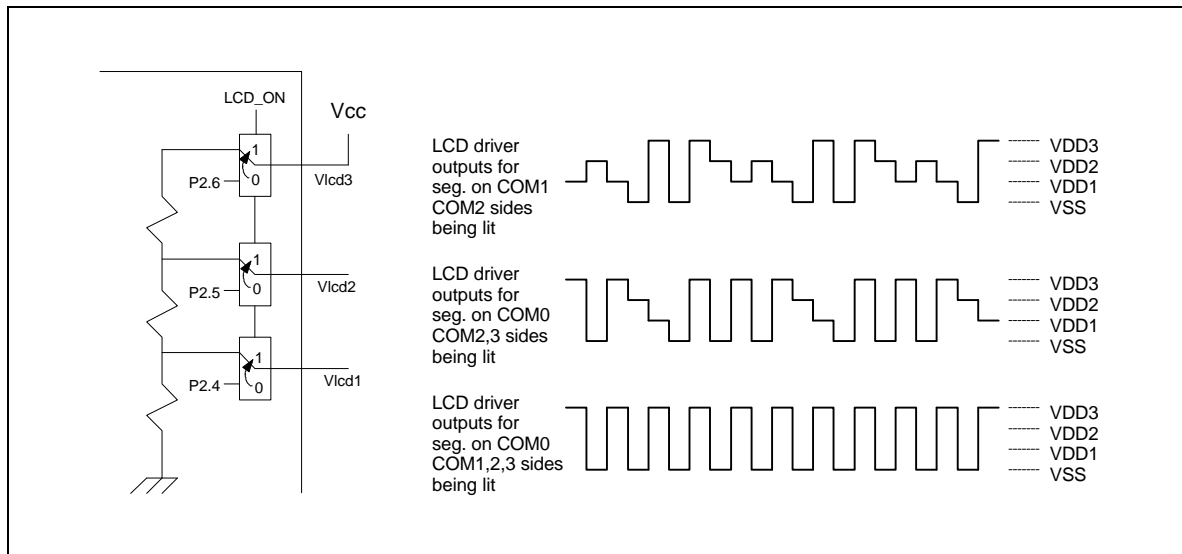 LCD_ON
Vcc
1
P2.6
0
Vlcd3
1
P2.5
0
Vlcd2
1
P2.4
0
Vlcd1
LCD driver
outputs for
seg. on COM1
COM2 sides
being lit
VDD3
VDD2
VDD1
VSS
LCD driver
outputs for
seg. on COM0
COM2,3 sides
being lit
VDD3
VDD2
VDD1
VSS
LCD driver
outputs for
seg. on COM0
COM1,2,3 sides
being lit
VDD3
VDD2
VDD1
VSS